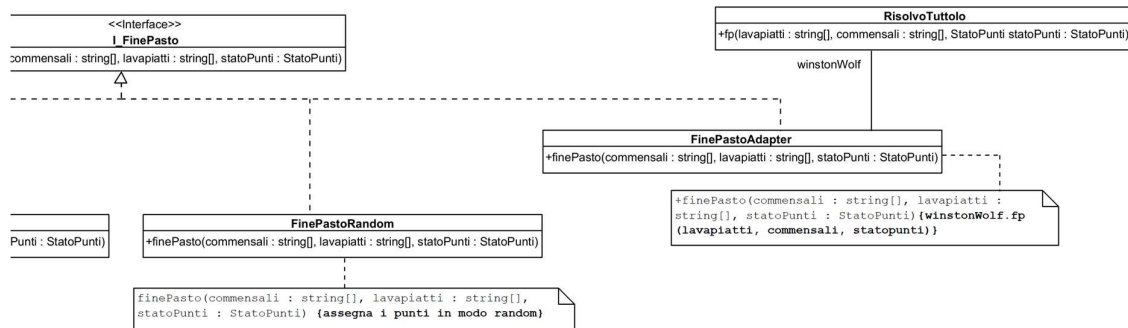 <<Interface>>
I_FinePasto
commensali : string[], lavapiatti : string[], statoPunti : StatoPunti)
RisolvoTuttolo
+fp(lavapiatti : string[], commensali : string[], StatoPunti statoPunti : StatoPunti)
winstonWolf
FinePastoAdapter
+finePasto(commensali : string[], lavapiatti : string[], statoPunti : StatoPunti)
+finePasto(commensali : string[], lavapiatti :
string[], statoPunti : StatoPunti){winstonWolf.fp
(lavapiatti, commensali, statopunti)}
Punti : StatoPunti)
FinePastoRandom
+finePasto(commensali : string[], lavapiatti : string[], statoPunti : StatoPunti)
finePasto(commensali : string[], lavapiatti : string[],
statoPunti : StatoPunti) {assegna i punti in modo random}